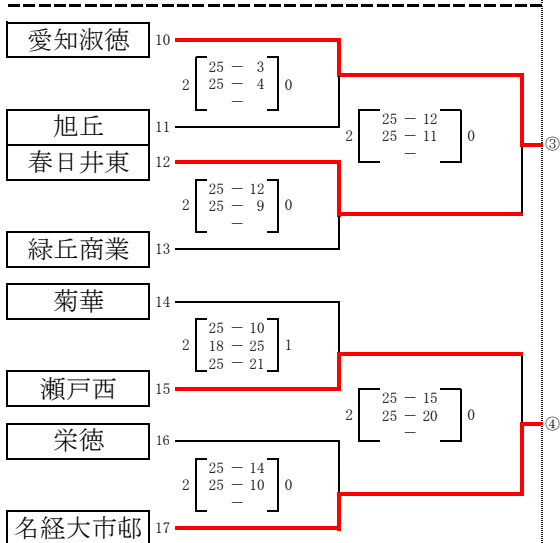 愛知淑徳 10
2 25 － 3 0
25 － 4
－
旭丘 11
2 25 － 12 0
25 － 11
－
③
春日井東 12
2 25 － 12 0
25 － 9
－
緑丘商業 13
菊華 14
2 25 － 10 1
18 － 25
25 － 21
瀬戸西 15
2 25 － 15 0
25 － 20
－
④
栄徳 16
2 25 － 14 0
25 － 10
－
名経大市邨 17